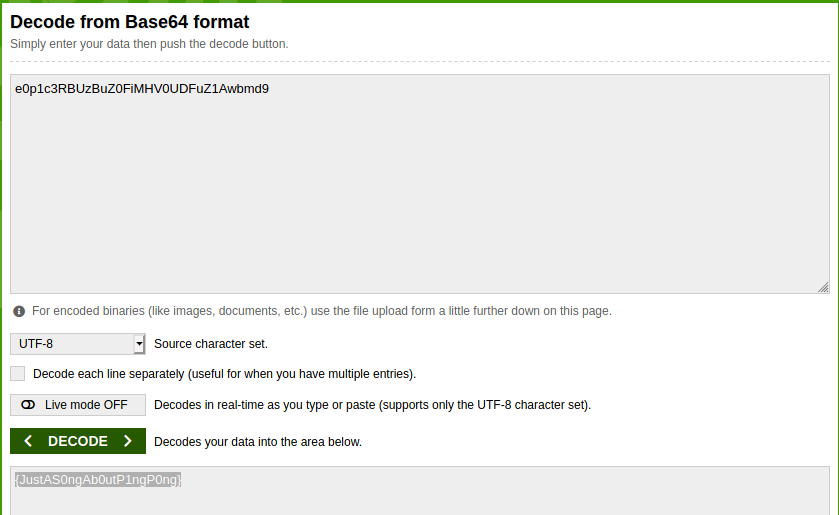 Decode from Base64 format
Simply enter your data then push the decode button.
e0p1c3RBUzBuZ0FiMHV0UDFuZ1Awbmd9
For encoded binaries (like images, documents, etc.) use the file upload form a little further down on this page.
UTF-8 Source character set.
Decode each line separately (useful for when you have multiple entries).
Live mode OFF Decodes in real-time as you type or paste (supports only the UTF-8 character set).
< DECODE > Decodes your data into the area below.
{JustAS0ngAb0utP1ngP0ng}